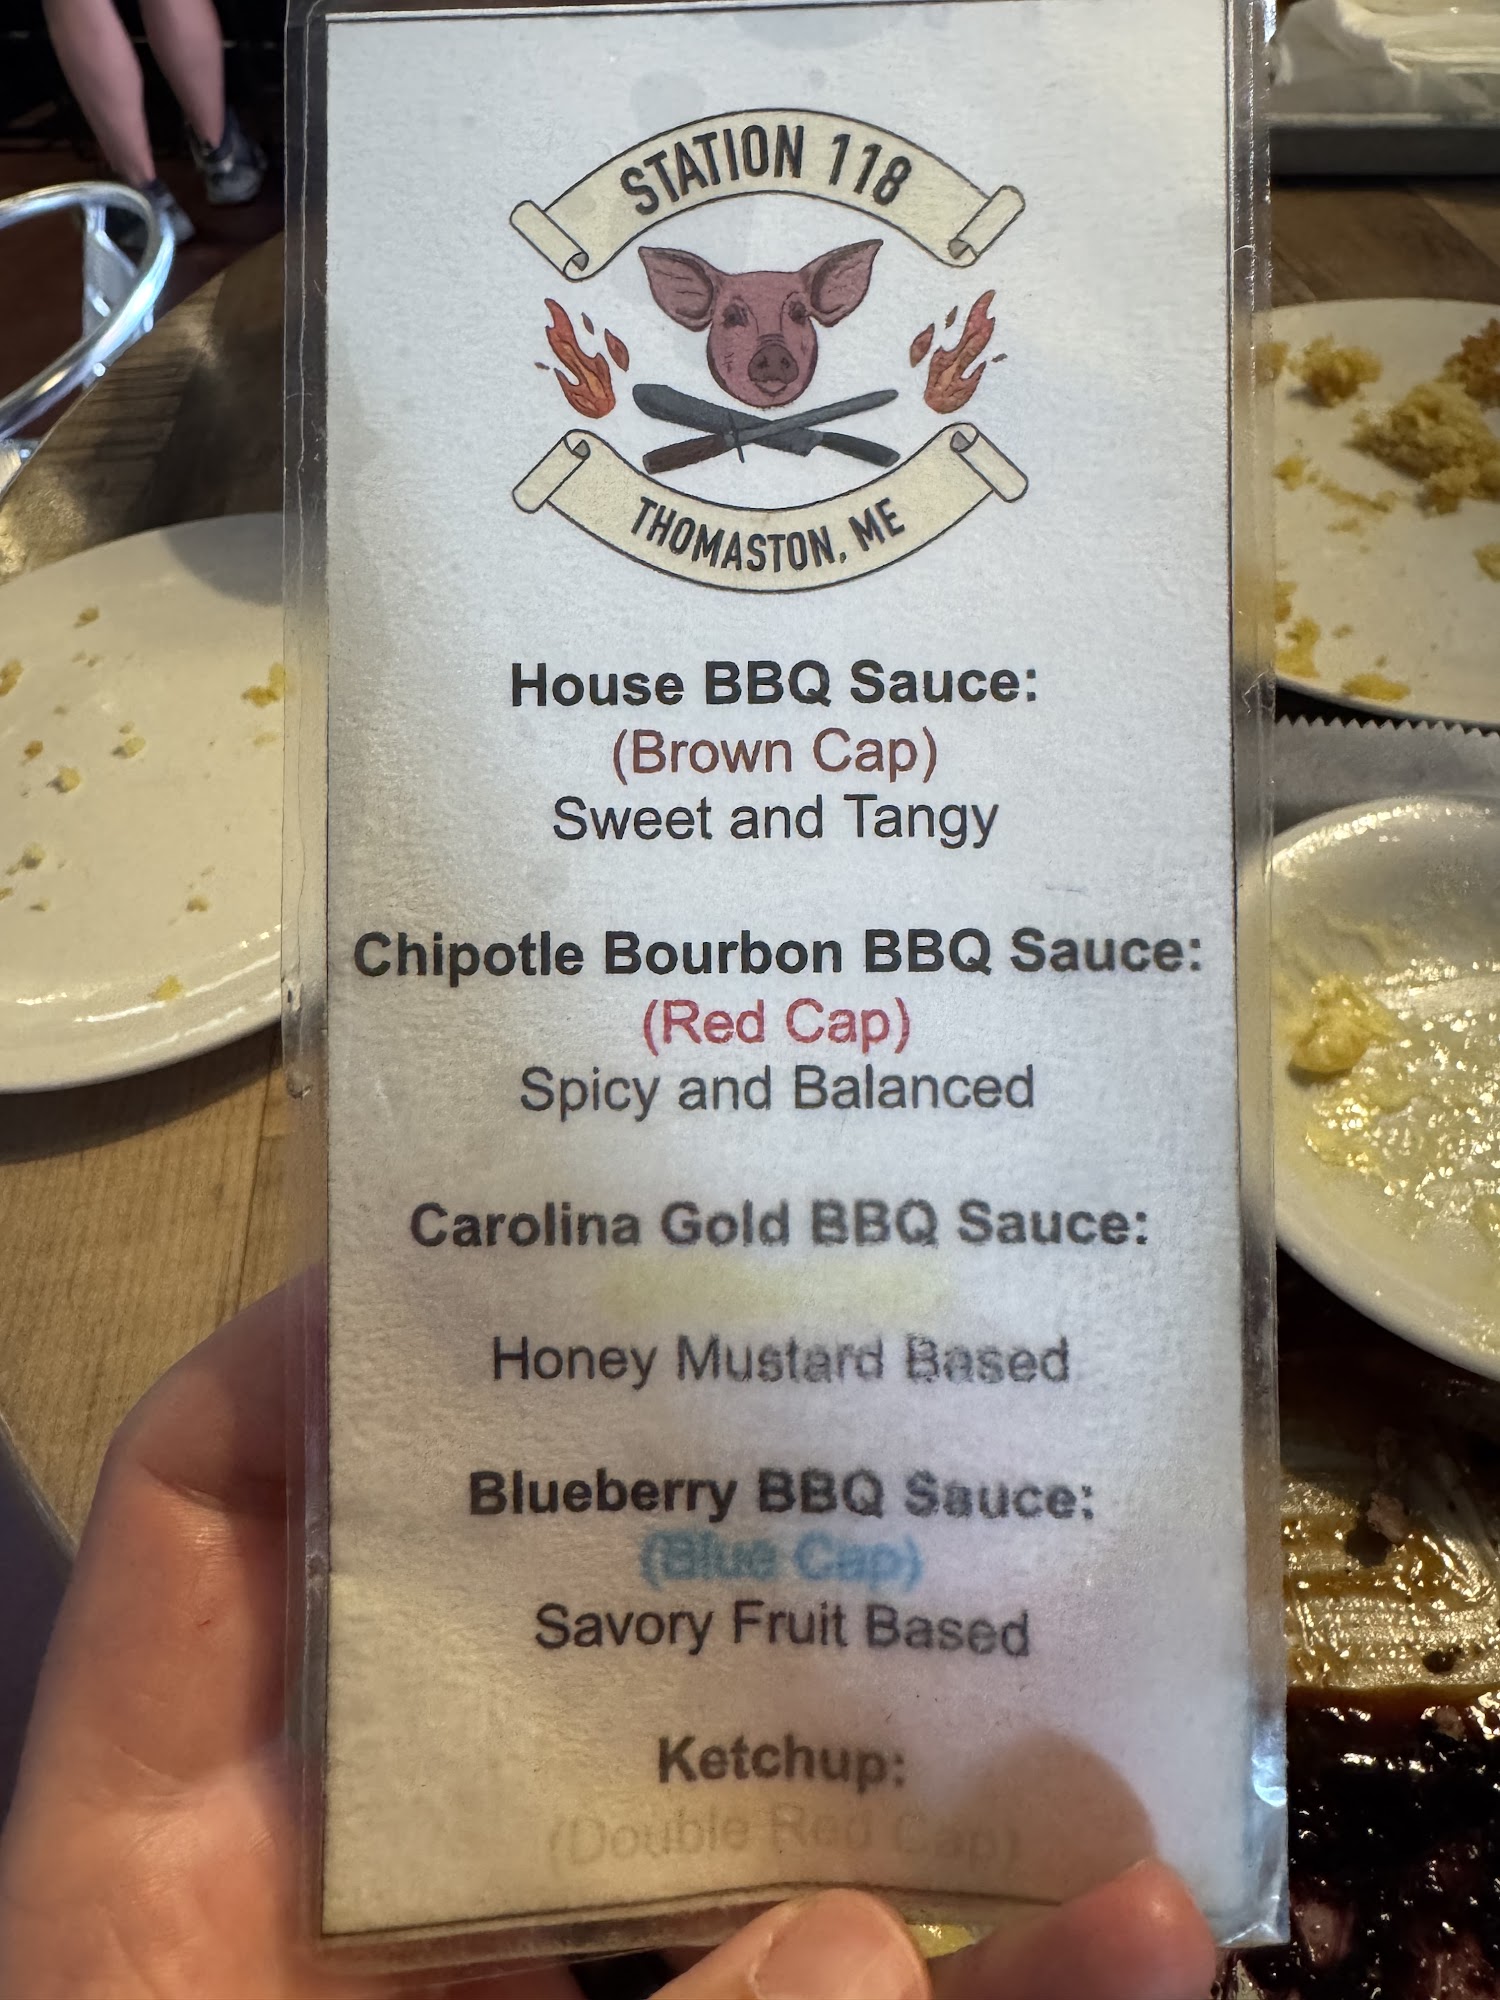 STATION 118
THOMASTON, ME
House BBQ Sauce:
(Brown Cap)
Sweet and Tangy
Chipotle Bourbon BBQ Sauce:
(Red Cap)
Spicy and Balanced
Carolina Gold BBQ Sauce:
Honey Mustard Based
Blueberry BBQ Sauce:
(Blue Cap)
Savory Fruit Based
Ketchup:
(Double Red Cap)